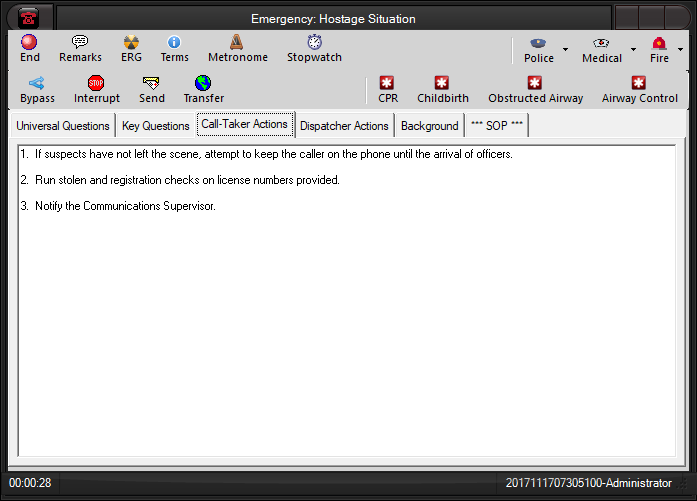 Emergency: Hostage Situation
End Remarks ERG Terms Metronome Stopwatch Police Medical Fire
STOP
Bypass Interrupt Send Transfer CPR Childbirth Obstructed Airway Airway Control
Universal Questions Key Questions Call-Taker Actions Dispatcher Actions Background *** SOP ***
1. If suspects have not left the scene, attempt to keep the caller on the phone until the arrival of officers.
2. Run stolen and registration checks on license numbers provided.
3. Notify the Communications Supervisor.
00:00:28 2017111707305100-Administrator